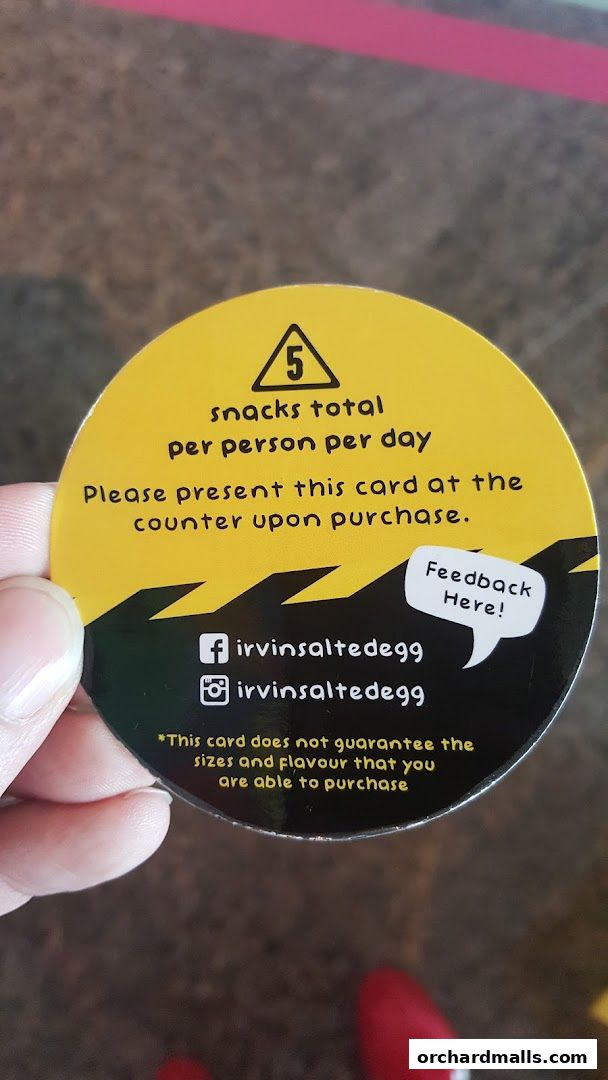 5
snacks total
per person per day
Please present this card at the
counter upon purchase.
Feedback
Here!
irvinsaltedegg
irvinsaltedegg
*This card does not guarantee the
sizes and flavour that you
are able to purchase
orchardmalls.com